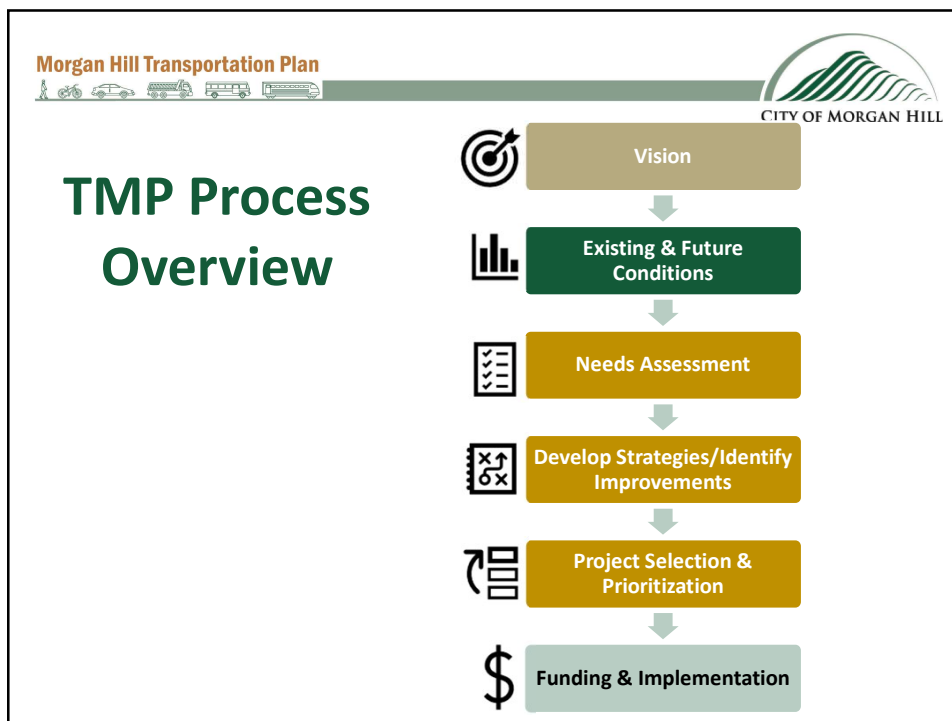 Morgan Hill Transportation Plan
CITY OF MORGAN HILL
TMP Process
Overview
Vision
Existing & Future
Conditions
Needs Assessment
Develop Strategies/Identify
Improvements
Project Selection &
Prioritization
$
Funding & Implementation